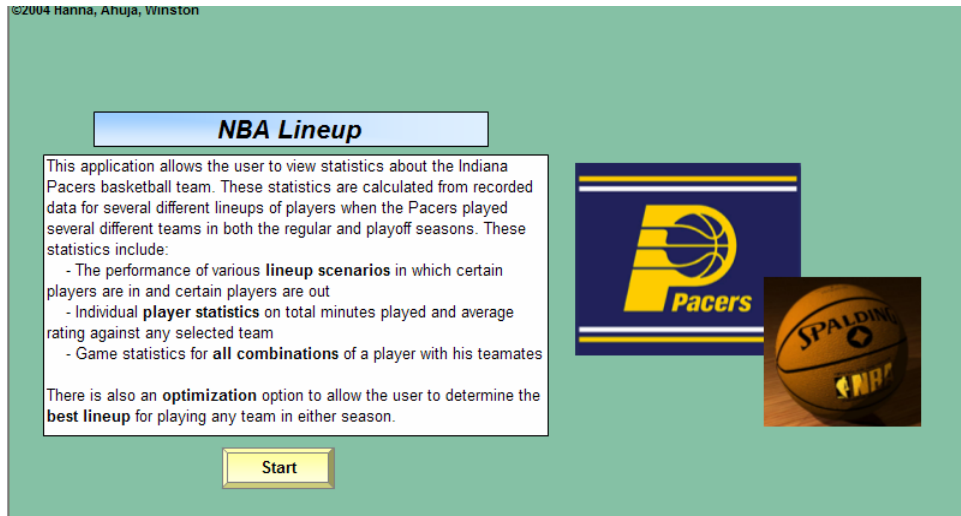 ©2004 Hanna, Ahuja, Winston
NBA Lineup
This application allows the user to view statistics about the Indiana
Pacers basketball team. These statistics are calculated from recorded
data for several different lineups of players when the Pacers played
several different teams in both the regular and playoff seasons. These
statistics include:
- The performance of various lineup scenarios in which certain
players are in and certain players are out
- Individual player statistics on total minutes played and average
rating against any selected team
- Game statistics for all combinations of a player with his teamates
There is also an optimization option to allow the user to determine the
best lineup for playing any team in either season.
Start
Pacers
SPALDING
NBA